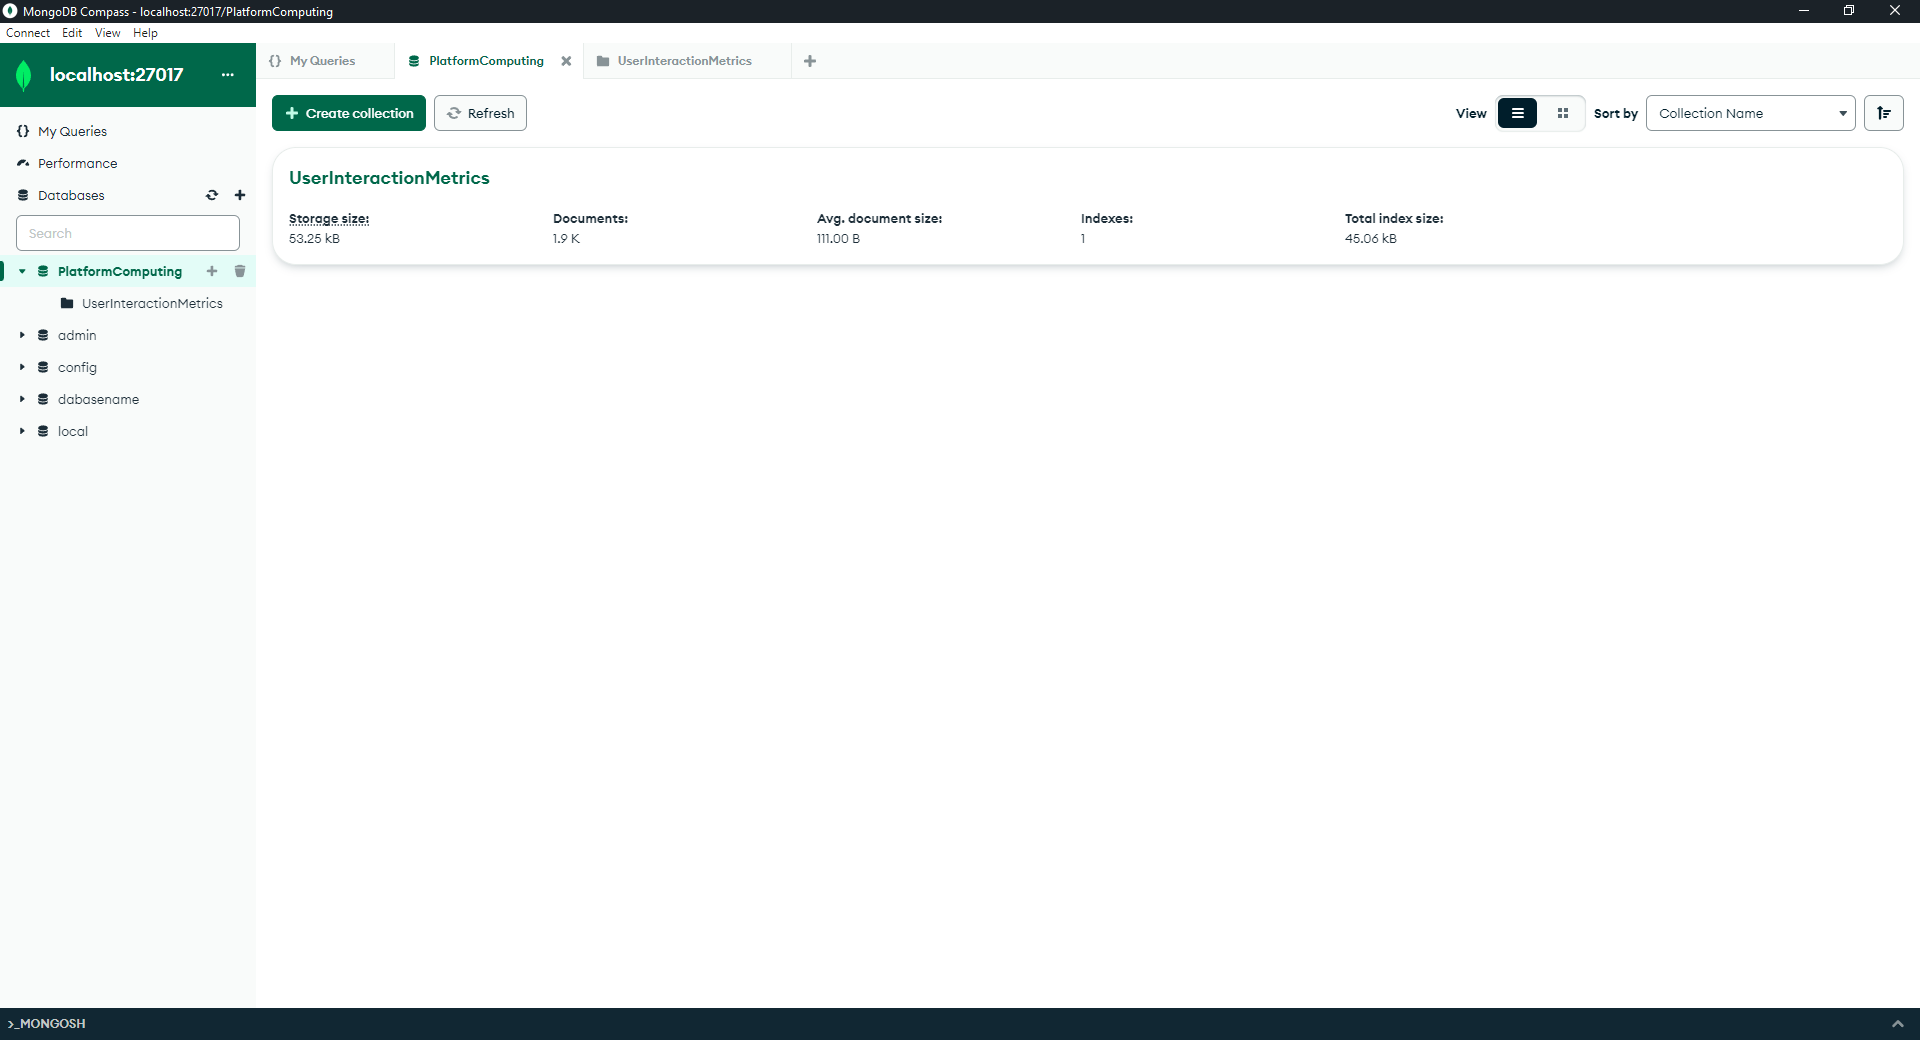 MongoDB Compass - localhost:27017/PlatformComputing
Connect Edit View Help
localhost:27017 ...
{} My Queries
PlatformComputing
UserInteractionMetrics
My Queries
Performance
Databases
Search
PlatformComputing
UserInteractionMetrics
admin
config
dabasename
local
Create collection
Refresh
View
Sort by
Collection Name
UserInteractionMetrics
Storage size: Documents: Avg. document size: Indexes: Total index size:
53.25 kB 1.9 K 111.00 B 1 45.06 kB
>_MONGOSH